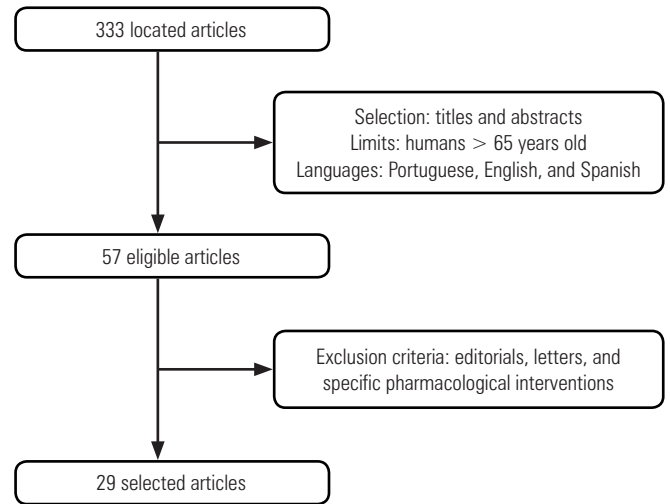 333 located articles
Selection: titles and abstracts
Limits: humans > 65 years old
Languages: Portuguese, English, and Spanish
57 eligible articles
Exclusion criteria: editorials, letters, and
specific pharmacological interventions
29 selected articles